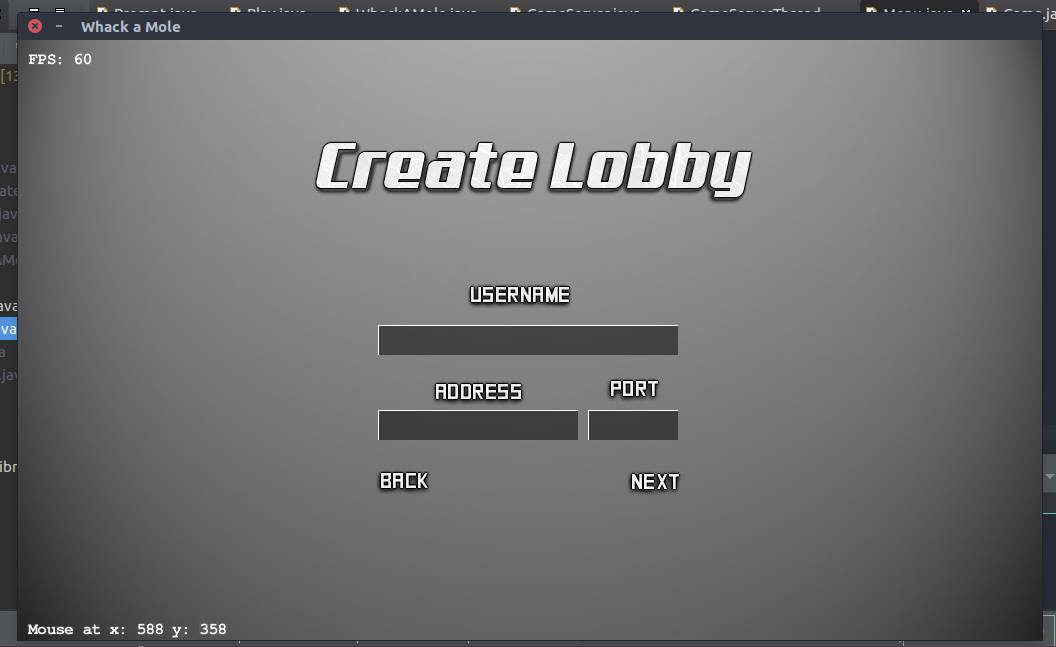 Whack a Mole
FPS: 60
Create Lobby
USERNAME
ADDRESS
PORT
BACK
NEXT
Mouse at x: 588 y: 358